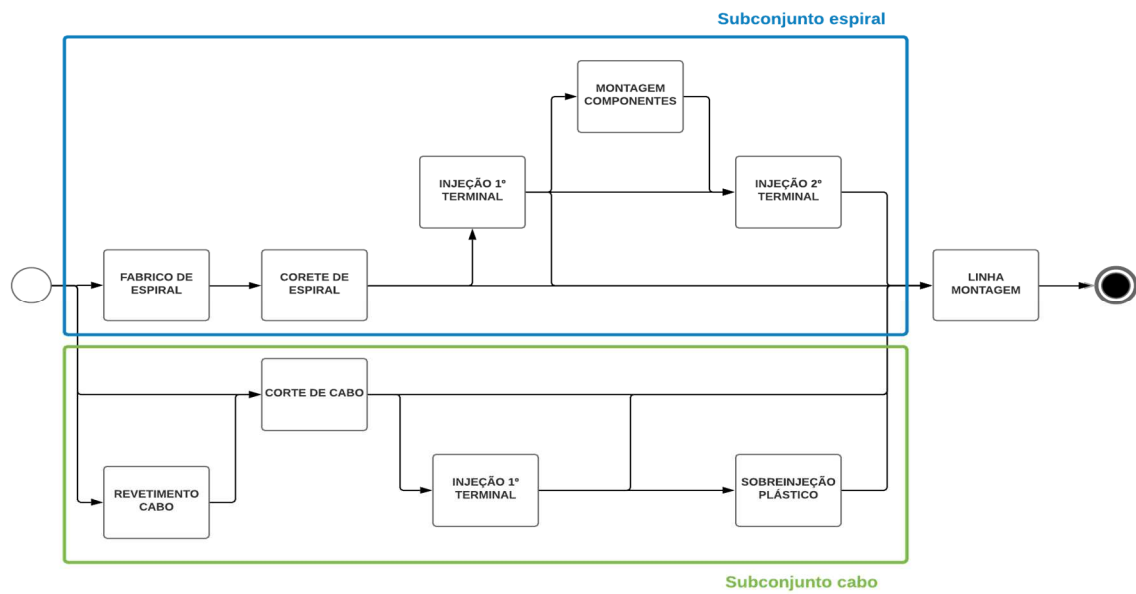 Subconjunto espiral
MONTAGEM
COMPONENTES
INJEÇÃO 1º
TERMINAL
INJEÇÃO 2º
TERMINAL
FABRICO DE
ESPIRAL
CORETE DE
ESPIRAL
LINHA
MONTAGEM
CORTE DE CABO
REVETIMENTO
CABO
INJEÇÃO 1º
TERMINAL
SOBREINJEÇÃO
PLÁSTICO
Subconjunto cabo